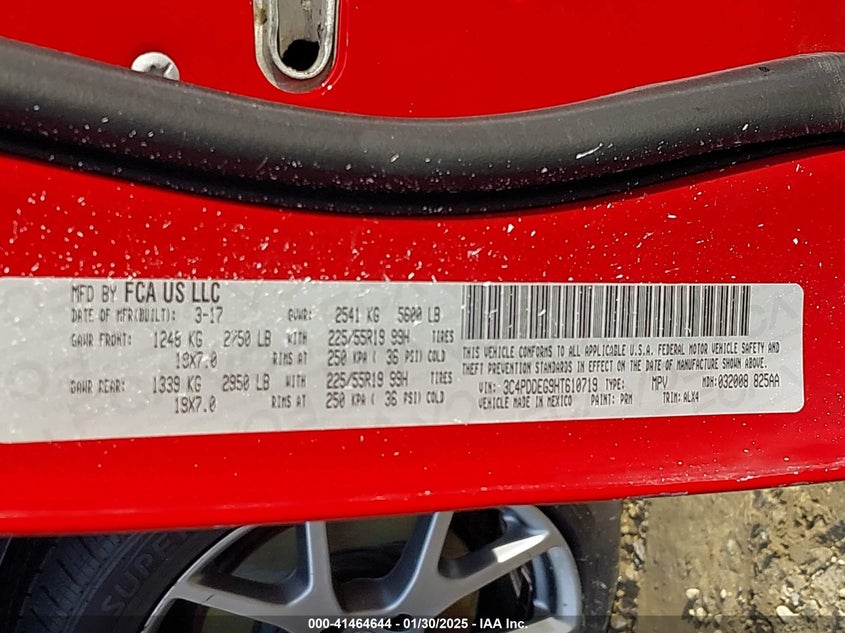 MFD BY FCA US LLC
DATE OF MFR(BUILT): 3-17 GVWR: 2541 KG 5600 LB
GAWR FRONT: 1246 KG 2750 LB WITH 225/55R19 99H TIRES
19X7.0 RIMS AT 250 KPA ( 36 PSI) COLD
GAWR REAR: 1339 KG 2950 LB WITH 225/55R19 99H TIRES
19X7.0 RIMS AT 250 KPA ( 36 PSI) COLD
THIS VEHICLE CONFORMS TO ALL APPLICABLE U.S.A. FEDERAL MOTOR VEHICLE SAFETY,
THEFT PREVENTION STANDARDS IN EFFECT ON THE DATE OF MANUFACTURE SHOWN ABOVE.
VIN: 3C4PDDEG9HT610719 TYPE: MPV MDH: 032008 825AA
VEHICLE MADE IN MEXICO PAINT: PRM TRIM: ALX4
SUPER
000-41464644 — 01/30/2025 — IAA Inc.